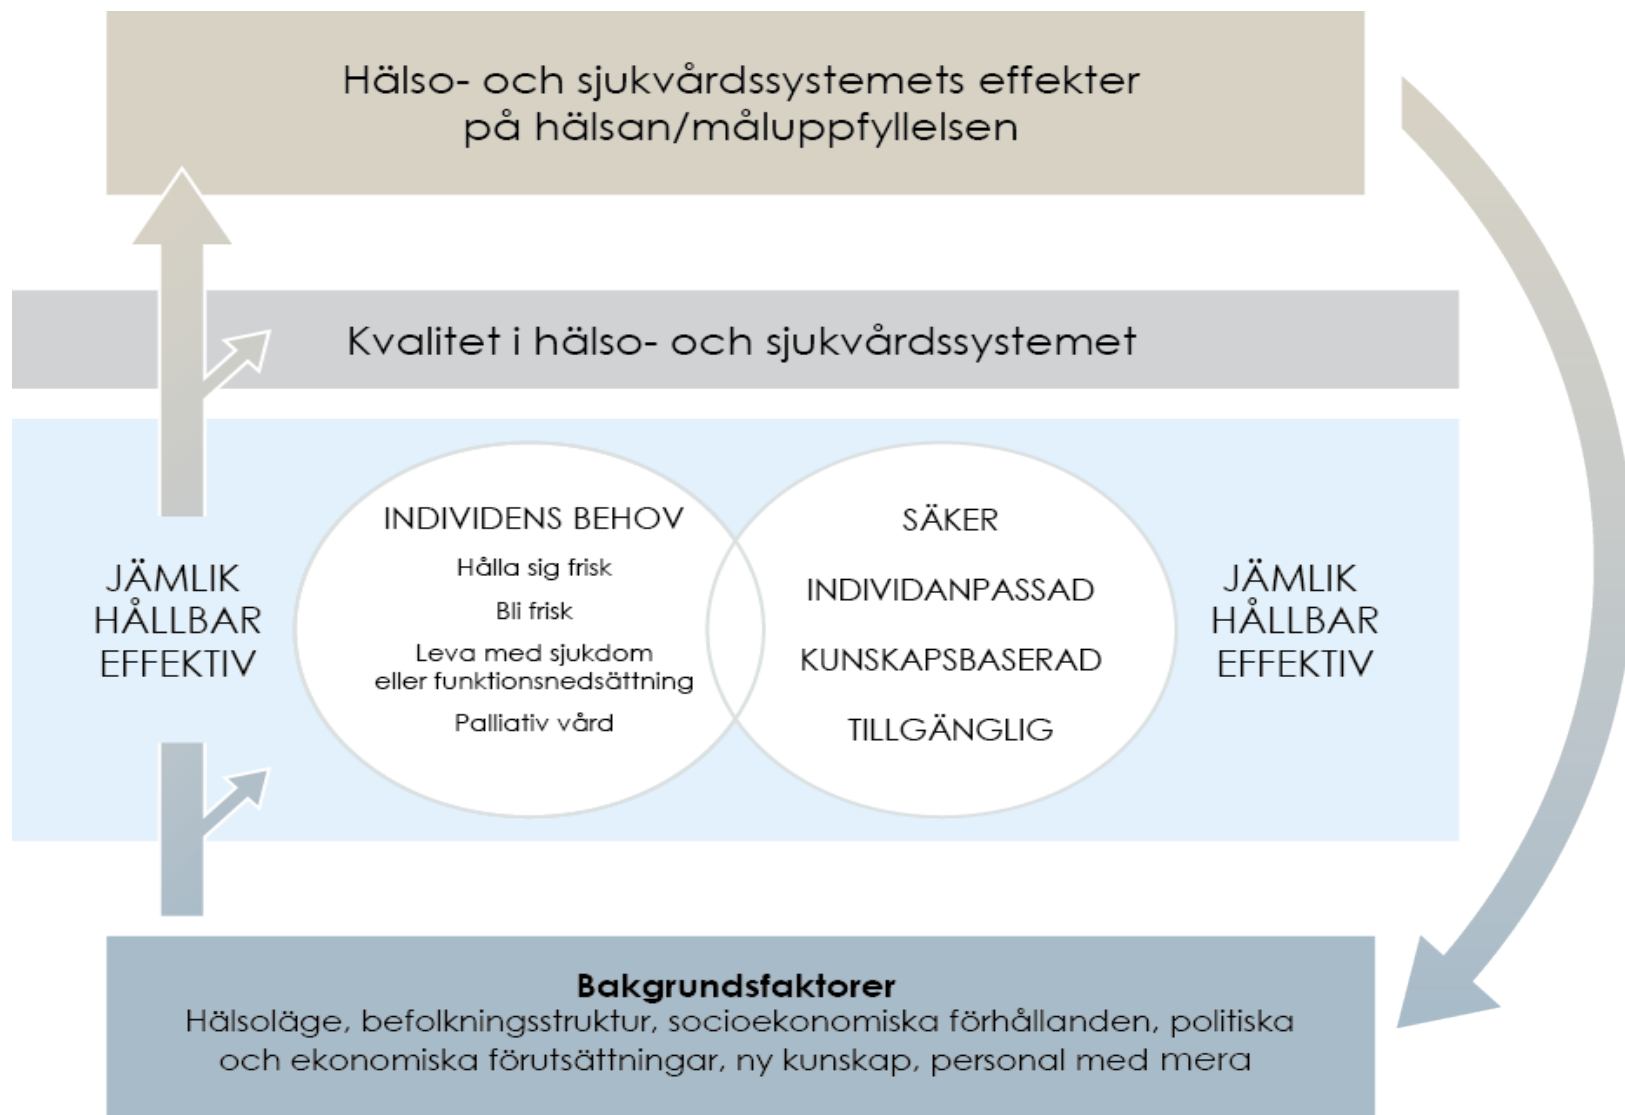 Hälso- och sjukvårdssystemets effekter
på hälsan/måluppfyllelsen
Kvalitet i hälso- och sjukvårdssystemet
JÄMLIK
HÅLLBAR
EFFEKTIV
INDIVIDENS BEHOV
Hålla sig frisk
Bli frisk
Leva med sjukdom
eller funktionsnedsättning
Palliativ vård
SÄKER
INDIVIDANPASSAD
KUNSKAPSBASERAD
TILLGÄNGLIG
JÄMLIK
HÅLLBAR
EFFEKTIV
Bakgrundsfaktorer
Hälsoläge, befolkningsstruktur, socioekonomiska förhållanden, politiska
och ekonomiska förutsättningar, ny kunskap, personal med mera